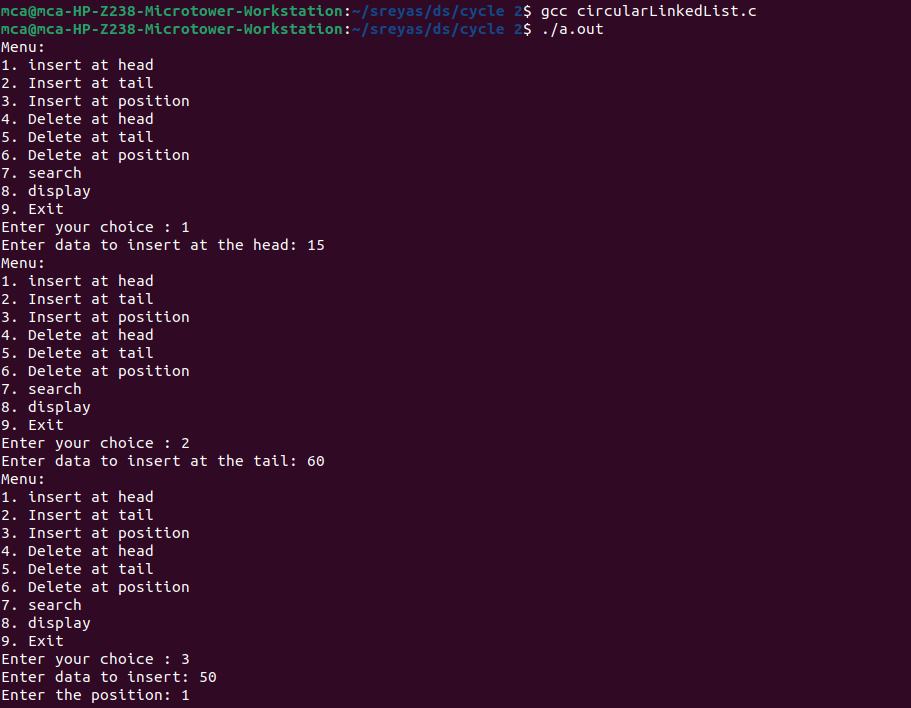 mca@mca-HP-Z238-Microtower-Workstation:~/sreyas/ds/cycle 2$ gcc circularLinkedList.c
mca@mca-HP-Z238-Microtower-Workstation:~/sreyas/ds/cycle 2$ ./a.out
Menu:
1. insert at head
2. Insert at tail
3. Insert at position
4. Delete at head
5. Delete at tail
6. Delete at position
7. search
8. display
9. Exit
Enter your choice : 1
Enter data to insert at the head: 15
Menu:
1. insert at head
2. Insert at tail
3. Insert at position
4. Delete at head
5. Delete at tail
6. Delete at position
7. search
8. display
9. Exit
Enter your choice : 2
Enter data to insert at the tail: 60
Menu:
1. insert at head
2. Insert at tail
3. Insert at position
4. Delete at head
5. Delete at tail
6. Delete at position
7. search
8. display
9. Exit
Enter your choice : 3
Enter data to insert: 50
Enter the position: 1